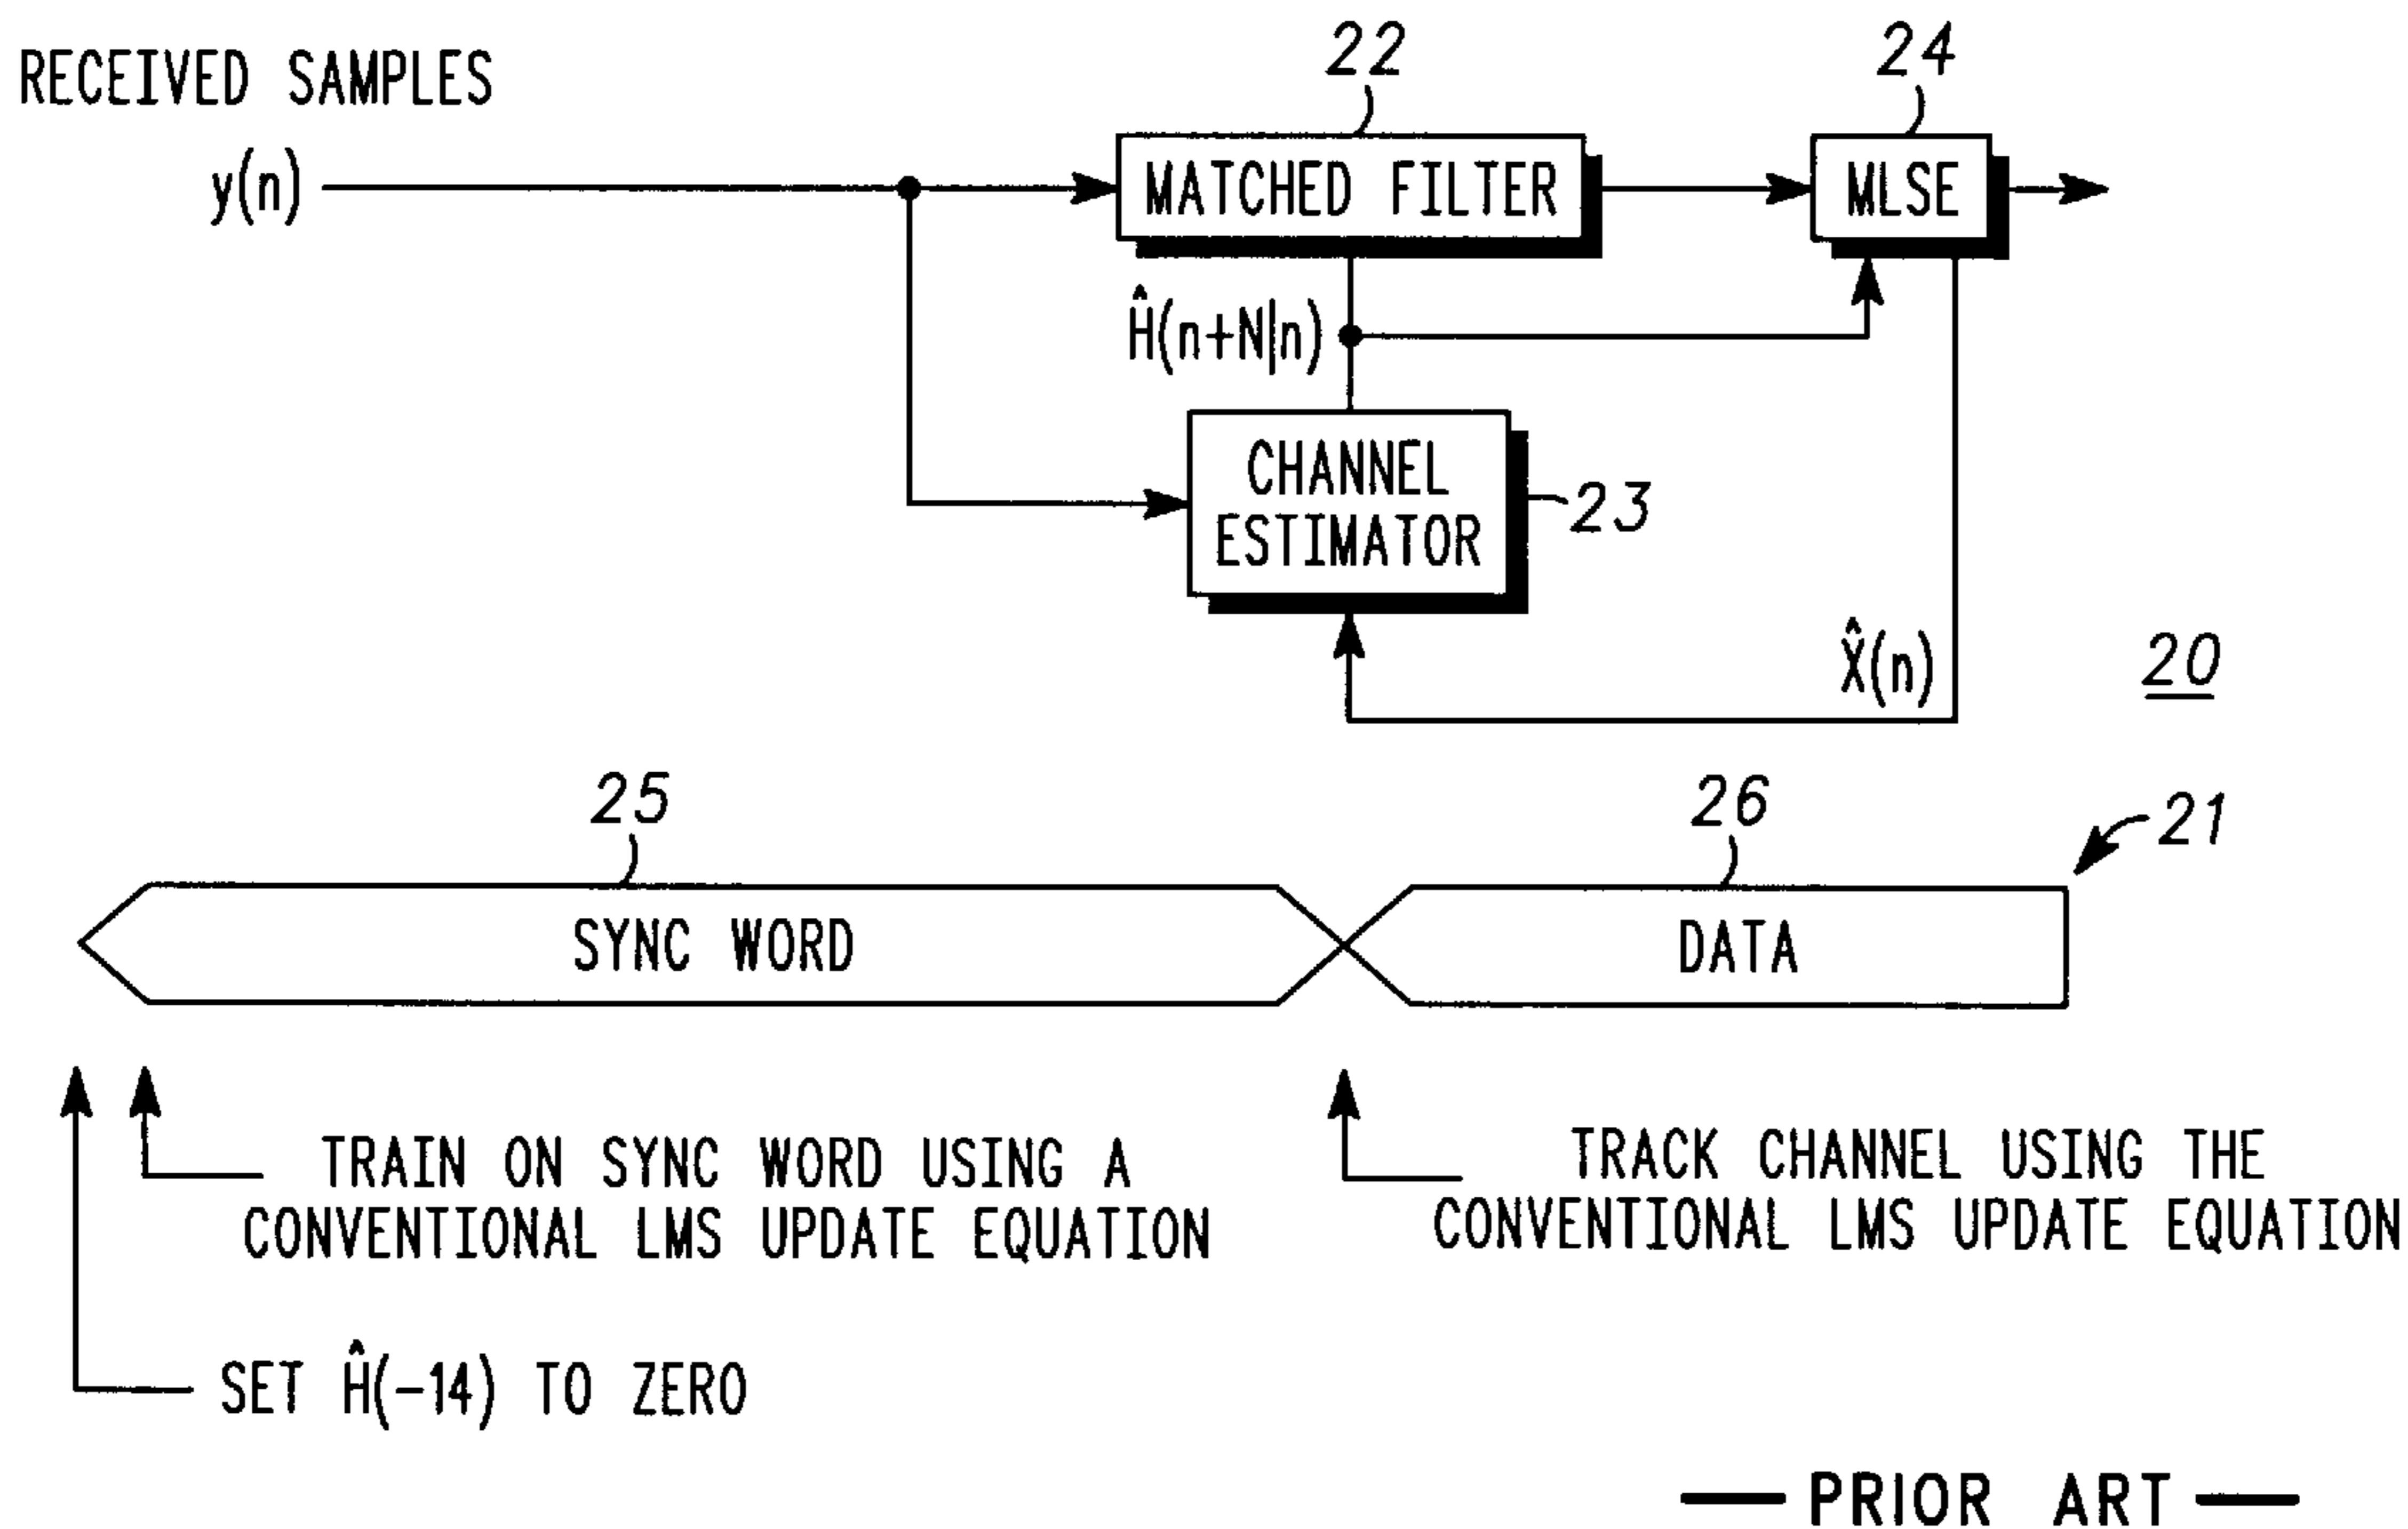 22
24
RECEIVED SAMPLES
y(n)
MATCHED FILTER
MLSE
Ĥ(n+N|n)
CHANNEL
ESTIMATOR
23
X̂(n)
20
25
26
21
SYNC WORD
DATA
TRAIN ON SYNC WORD USING A
CONVENTIONAL LMS UPDATE EQUATION
TRACK CHANNEL USING THE
CONVENTIONAL LMS UPDATE EQUATION
SET Ĥ(-14) TO ZERO
— PRIOR ART —